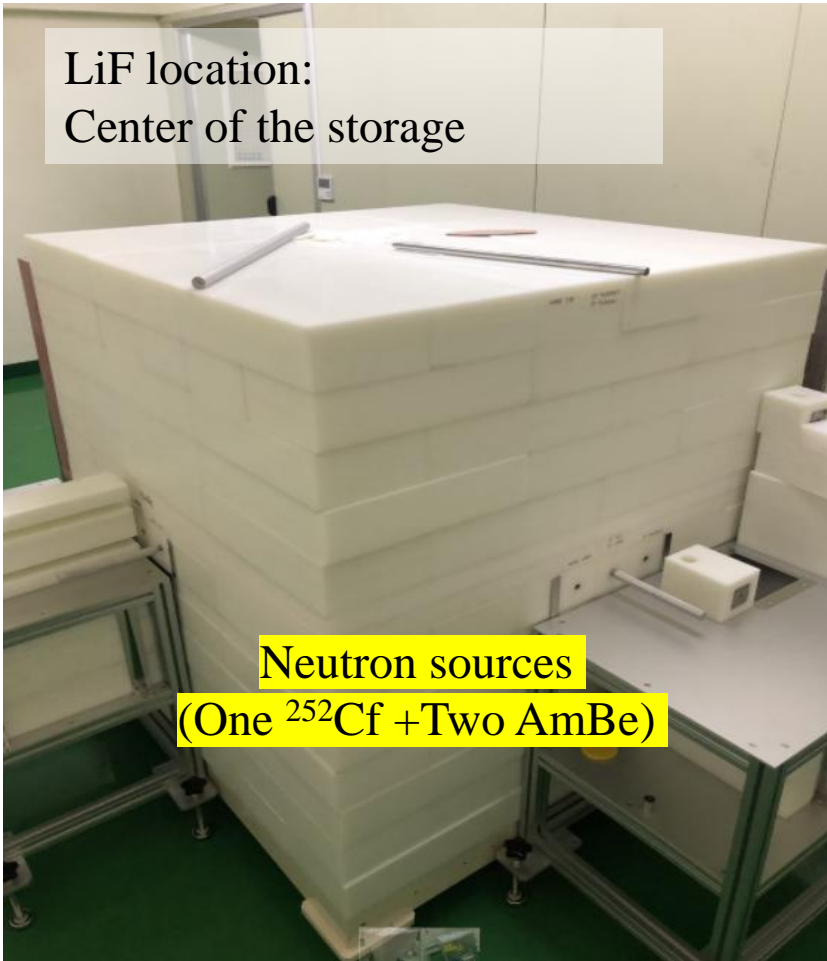 LiF location:
Center of the storage
Neutron sources
(One ²⁵²Cf +Two AmBe)